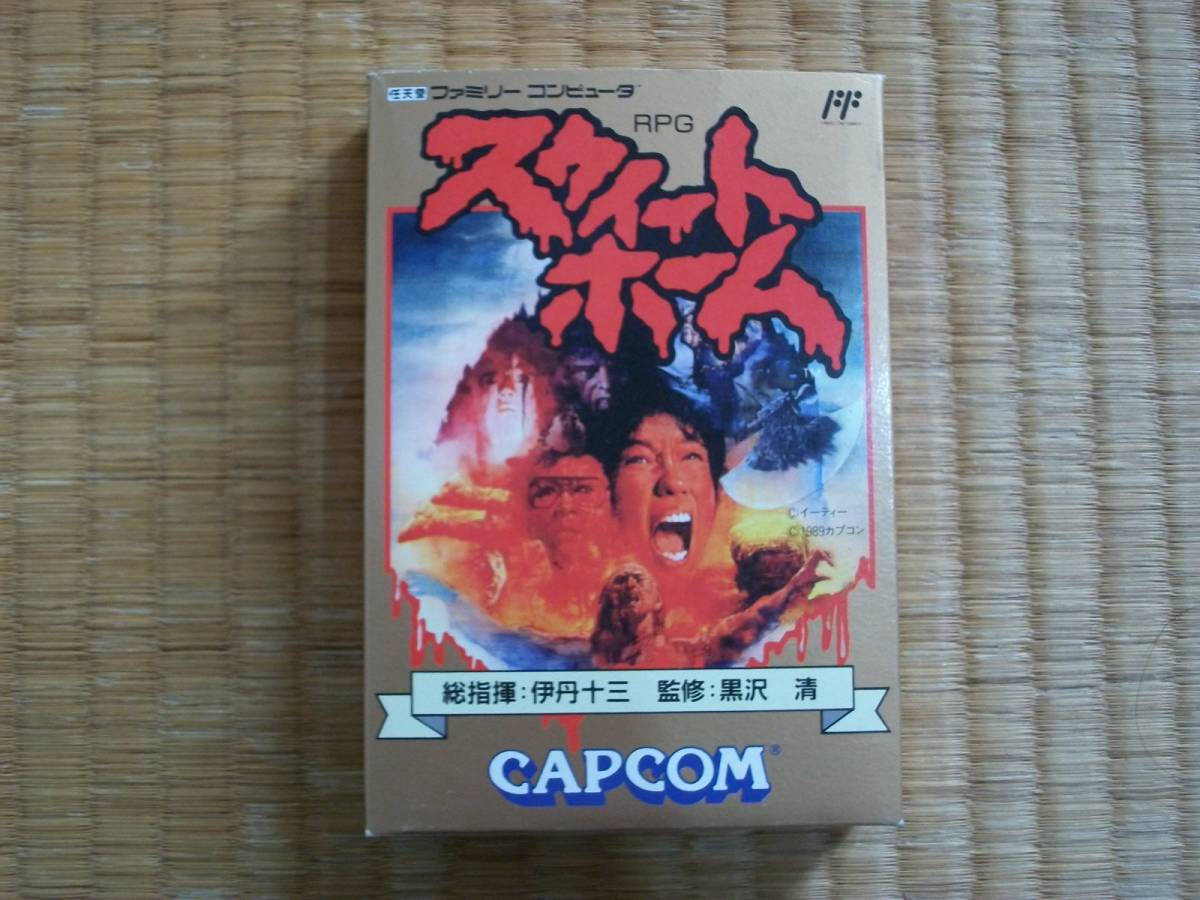 任天堂 ファミリー コンピュータ™
RPG
スウィート
ホーム
©イーティー
©1989カプコン
総指揮:伊丹十三 監修:黒沢 清
CAPCOM®